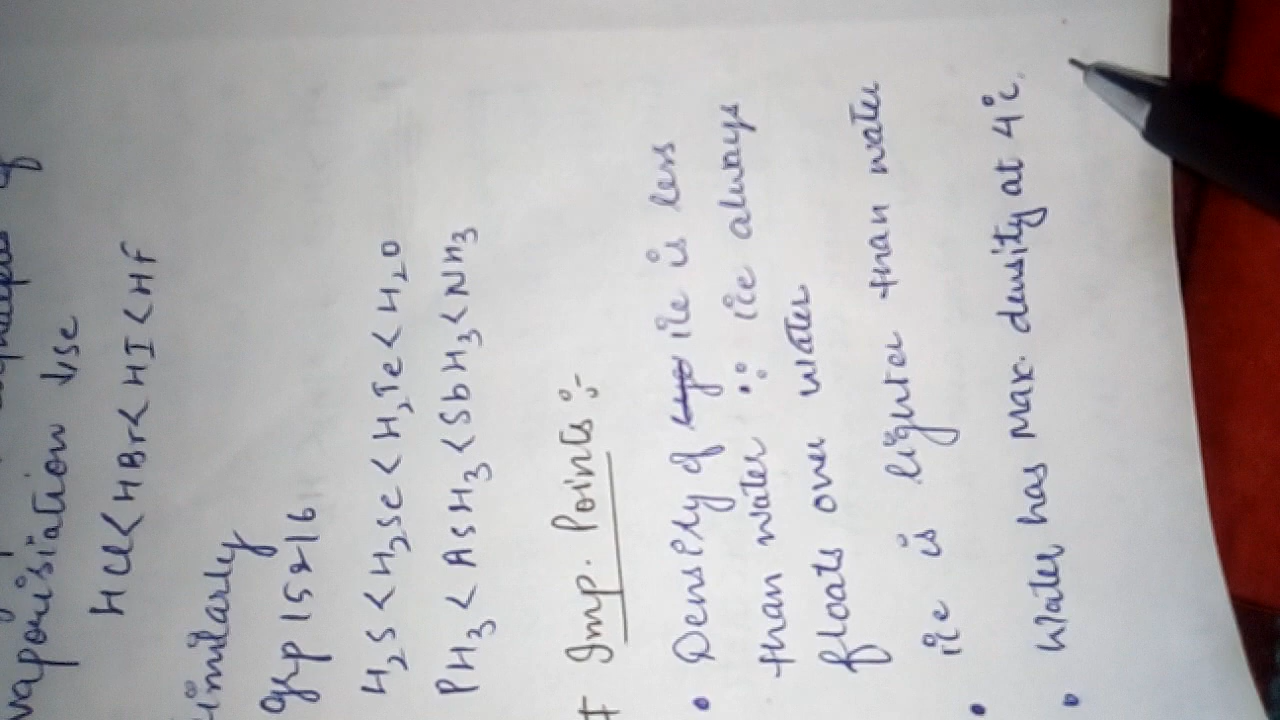 vaporisiation ↓se
HCl < HBr < HI < HF
similarly
grp 15 & 16
H2S < H2Se < H2Te < H2O
PH3 < AsH3 < SbH3 < NH3
# Imp. Points :-
• Density of ice is less
than water ∵ ice always
floats over water
• ice is lighter than water
• Water has max. density at 4°C.